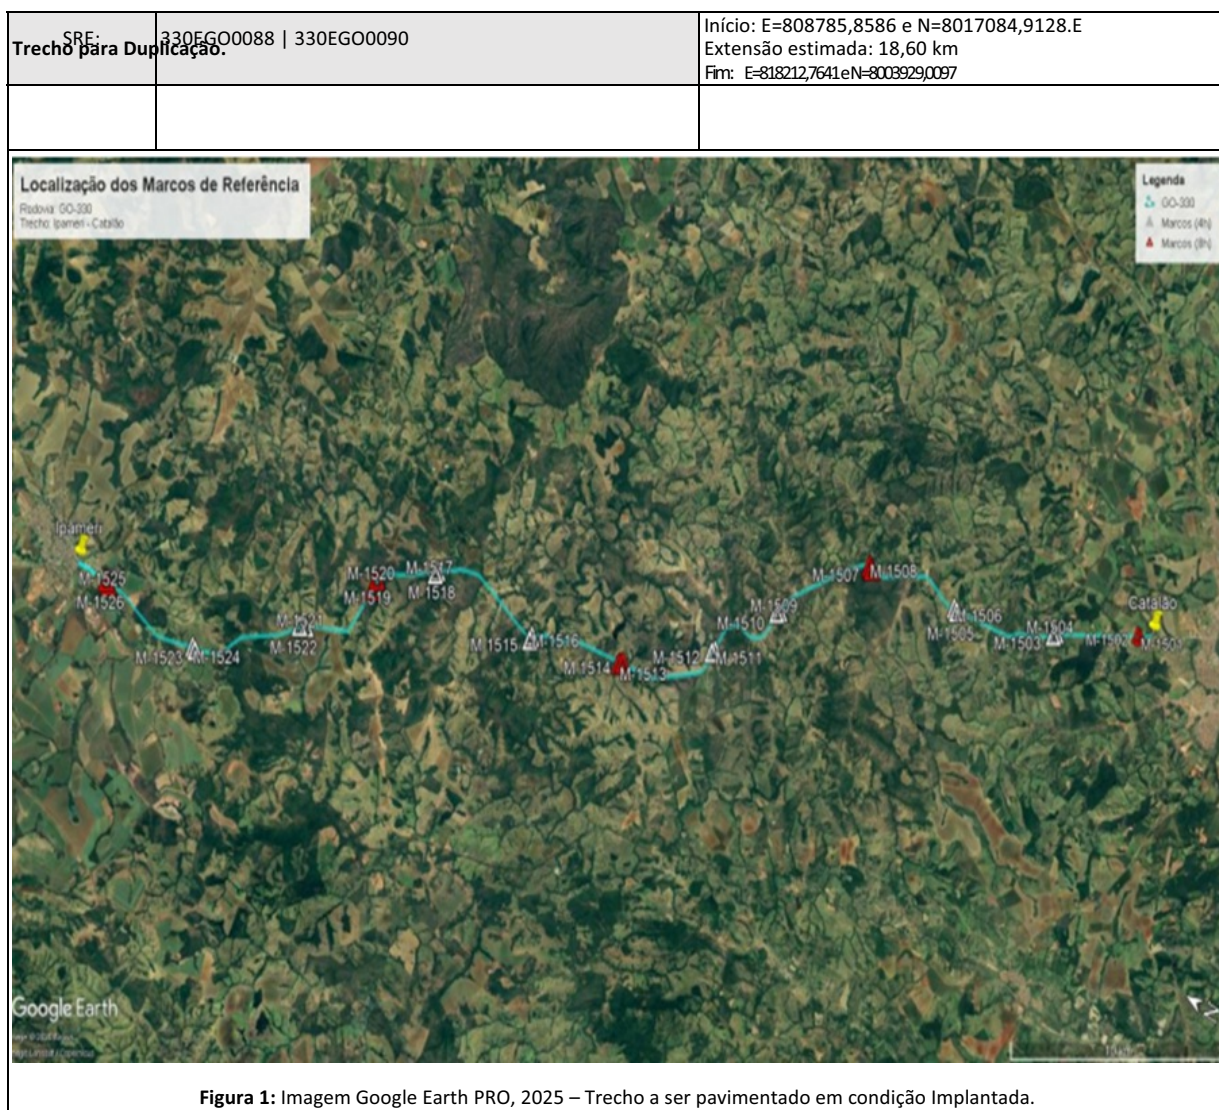 SRE:
Trecho para Duplicação.
330EGO0088 | 330EGO0090
Início: E=808785,8586 e N=8017084,9128.E
Extensão estimada: 18,60 km
Fim: E=818212,7641 e N=8003929,0097
Localização dos Marcos de Referência
Rodovia: GO-330
Trecho: Ipameri - Catalão
Legenda
GO-330
Marcos (4h)
Marcos (8h)
Ipameri
M-1525
M-1526
M-1523
M-1524
M-1521
M-1522
M-1520
M-1519
M-1517
M-1518
M-1515
M-1516
M-1514
M-1513
M-1512
M-1511
M-1510
M-1509
M-1507
M-1508
M-1506
M-1505
M-1504
M-1503
M-1502
M-1501
Catalão
Google Earth
Figura 1: Imagem Google Earth PRO, 2025 – Trecho a ser pavimentado em condição Implantada.